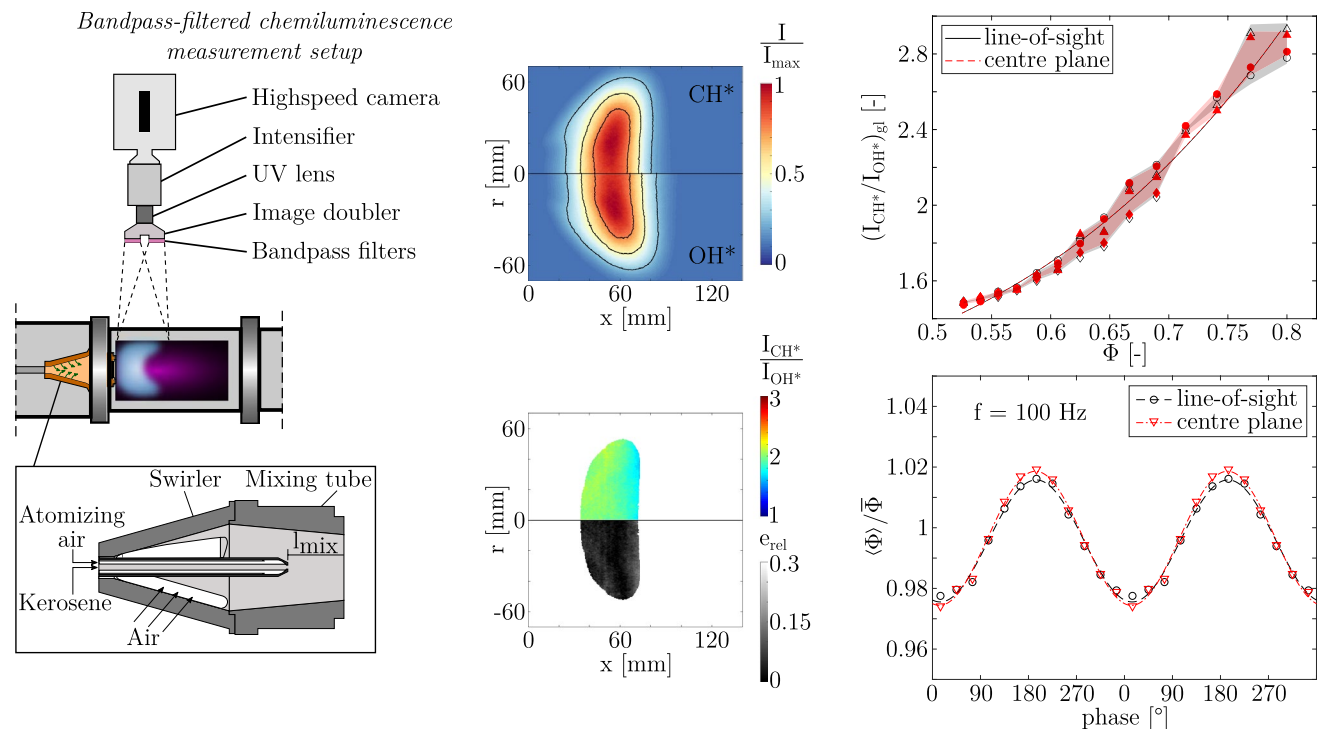 Bandpass-filtered chemiluminescence
measurement setup
Highspeed camera
Intensifier
UV lens
Image doubler
Bandpass filters
Swirler
Mixing tube
Atomizing
air
l_mix
Kerosene
Air
I
I_max
60
0
-60
r [mm]
CH*
OH*
0 60 140
x [mm]
1
0.5
0
I_CH*
I_OH*
3
2
1
60
0
-60
r [mm]
0 60 140
x [mm]
e_rel
0.3
0.15
0
line-of-sight
centre plane
2.8
2.4
2
1.6
(I_CH*/I_OH*)_gl [-]
0.5 0.55 0.6 0.65 0.7 0.75 0.8
Φ [-]
f = 100 Hz
line-of-sight
centre plane
1.04
1.02
1
0.98
0.96
⟨Φ⟩/Φ̅
0 90 180 270 0 90 180 270
phase [°]